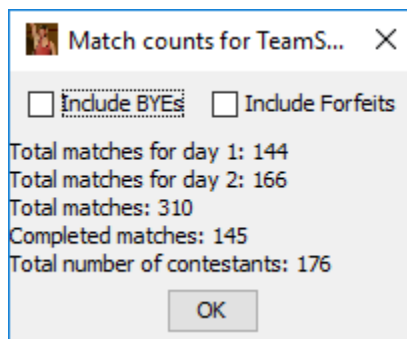 Match counts for TeamS...
Include BYEs Include Forfeits
Total matches for day 1: 144
Total matches for day 2: 166
Total matches: 310
Completed matches: 145
Total number of contestants: 176
OK